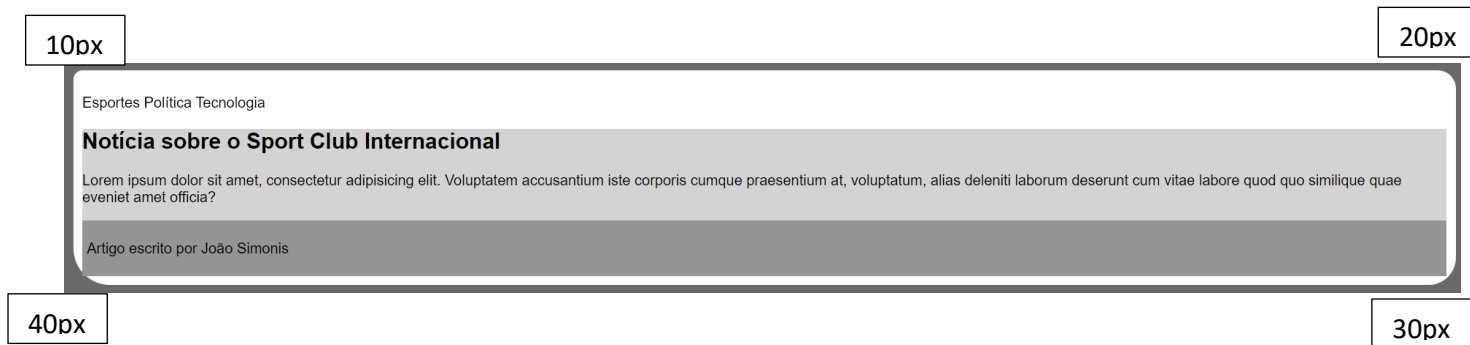 10px
20px
Esportes Política Tecnologia
Notícia sobre o Sport Club Internacional
Lorem ipsum dolor sit amet, consectetur adipisicing elit. Voluptatem accusantium iste corporis cumque praesentium at, voluptatum, alias deleniti laborum deserunt cum vitae labore quod quo similique quae
eveniet amet officia?
Artigo escrito por João Simonis
40px
30px